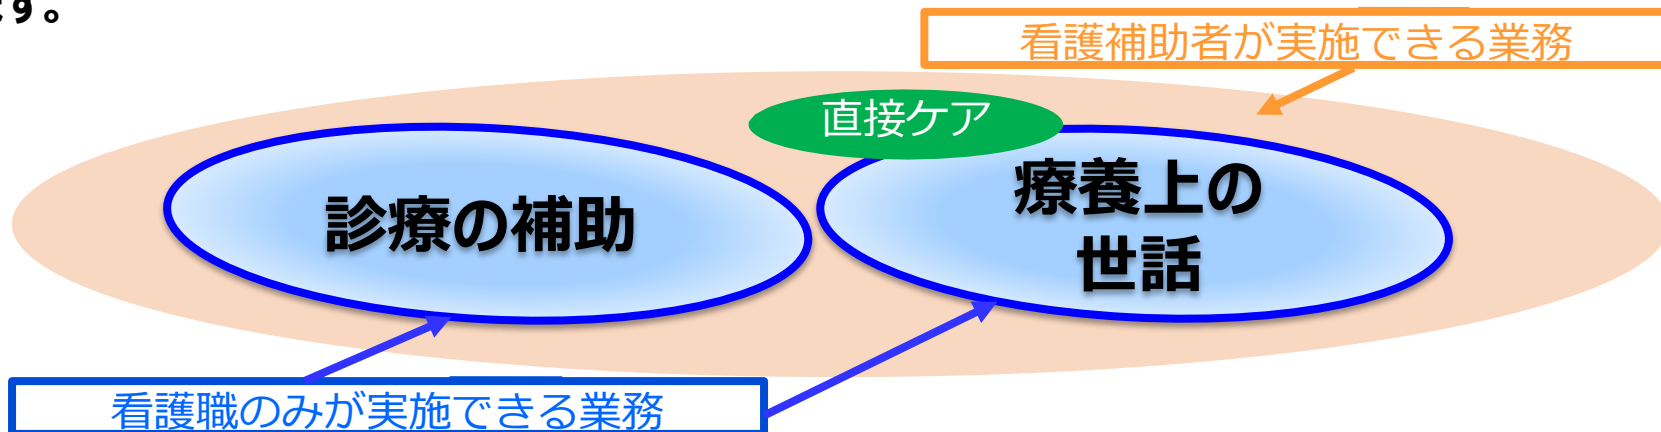 ます。
看護補助者が実施できる業務
直接ケア
診療の補助
療養上の
世話
看護職のみが実施できる業務